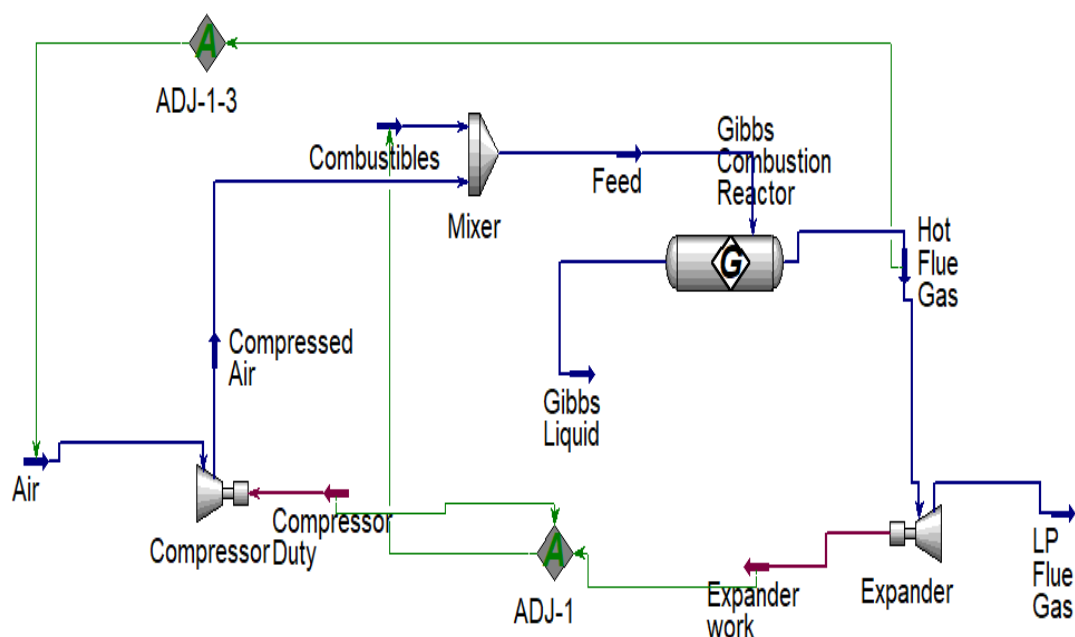 A
ADJ-1-3
Combustibles
Mixer
Feed
Gibbs
Combustion
Reactor
G
Hot
Flue
Gas
Compressed
Air
Gibbs
Liquid
Air
Compressor
Compressor
Duty
A
ADJ-1
Expander
work
Expander
LP
Flue
Gas